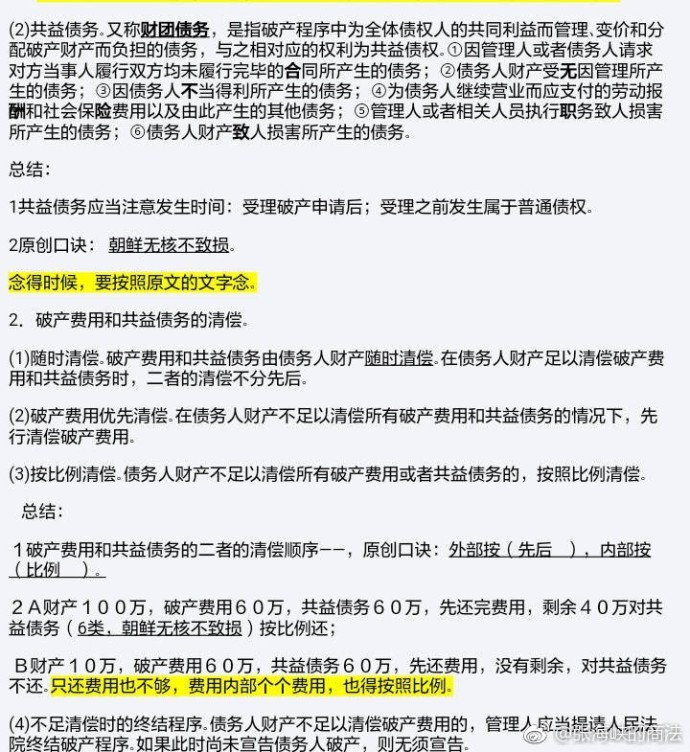 (2)共益债务。又称财团债务，是指破产程序中为全体债权人的共同利益而管理、变价和分
配破产财产而负担的债务，与之相对应的权利为共益债权。①因管理人或者债务人请求
对方当事人履行双方均未履行完毕的合同所产生的债务；②债务人财产受无因管理所产
生的债务；③因债务人不当得利所产生的债务；④为债务人继续营业而应支付的劳动报
酬和社会保险费用以及由此产生的其他债务；⑤管理人或者相关人员执行职务致人损害
所产生的债务；⑥债务人财产致人损害所产生的债务。
总结：
1共益债务应当注意发生时间：受理破产申请后；受理之前发生属于普通债权。
2原创口诀：朝鲜无核不致损。
念得时候，要按照原文的文字念。
2．破产费用和共益债务的清偿。
(1)随时清偿。破产费用和共益债务由债务人财产随时清偿。在债务人财产足以清偿破产费
用和共益债务时，二者的清偿不分先后。
(2)破产费用优先清偿。在债务人财产不足以清偿所有破产费用和共益债务的情况下，先
行清偿破产费用。
(3)按比例清偿。债务人财产不足以清偿所有破产费用或者共益债务的，按照比例清偿。
总结：
１破产费用和共益债务的二者的清偿顺序——，原创口诀：外部按（先后　），内部按
（比例　）。
２Ａ财产１００万，破产费用６０万，共益债务６０万，先还完费用，剩余４０万对共
益债务（6类，朝鲜无核不致损）按比例还；
Ｂ财产１０万，破产费用６０万，共益债务６０万，先还费用，没有剩余，对共益债务
不还。只还费用也不够，费用内部个个费用，也得按照比例。
(4)不足清偿时的终结程序。债务人财产不足以清偿破产费用的，管理人应当提请人民法
院终结破产程序。如果此时尚未宣告债务人破产，则无须宣告。
@张海峡的商法